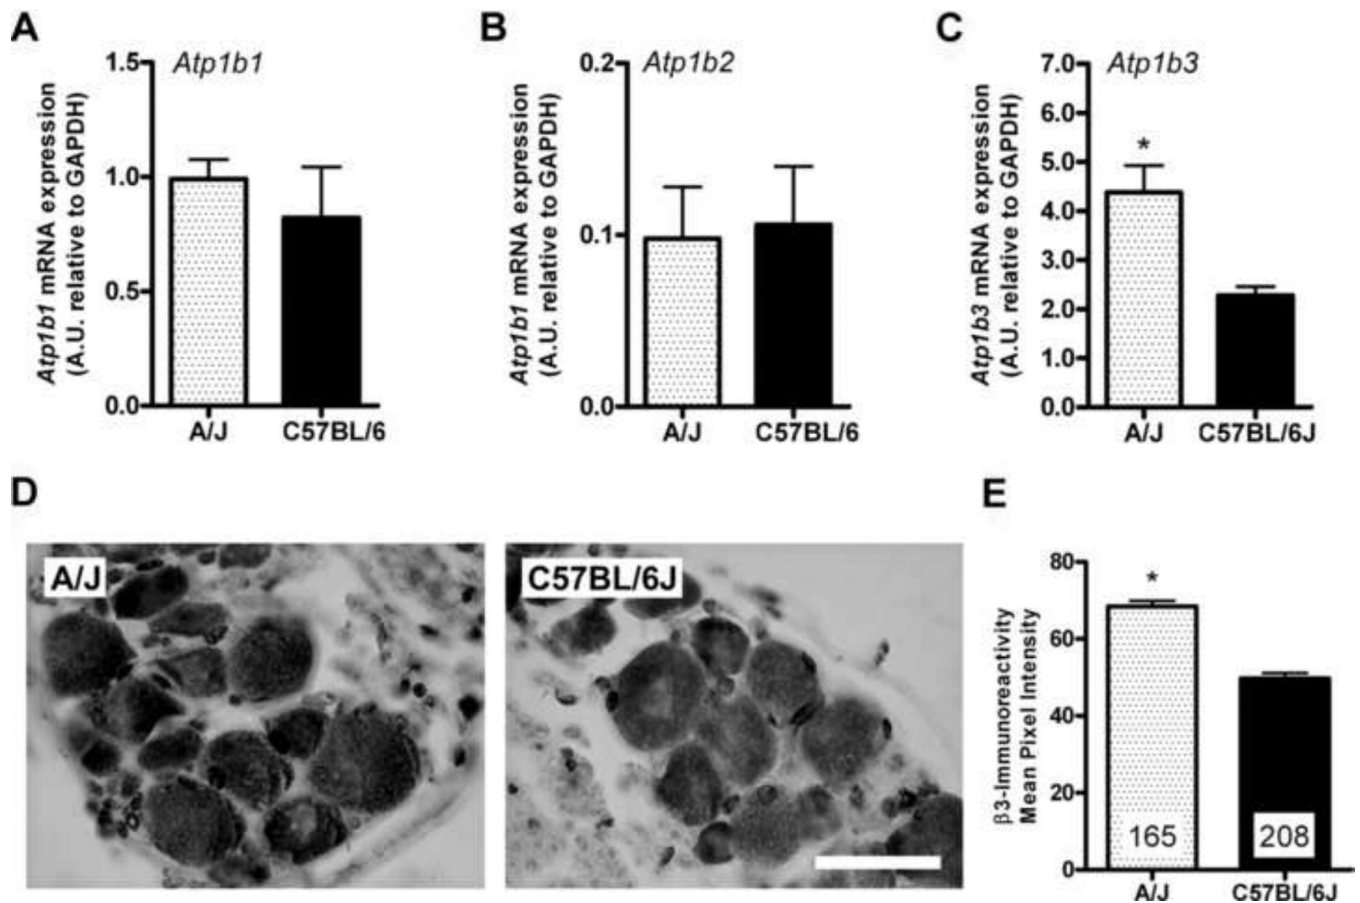 A
Atp1b1
Atp1b1 mRNA expression
(A.U. relative to GAPDH)
1.5
1.0
0.5
0.0
A/J
C57BL/6
B
Atp1b2
Atp1b1 mRNA expression
(A.U. relative to GAPDH)
0.2
0.1
0.0
A/J
C57BL/6
C
Atp1b3
Atp1b3 mRNA expression
(A.U. relative to GAPDH)
7.0
6.0
5.0
4.0
3.0
2.0
1.0
0.0
*
A/J
C57BL/6J
D
A/J
C57BL/6J
E
β3-Immunoreactivity
Mean Pixel Intensity
80
60
40
20
0
*
165
208
A/J
C57BL/6J